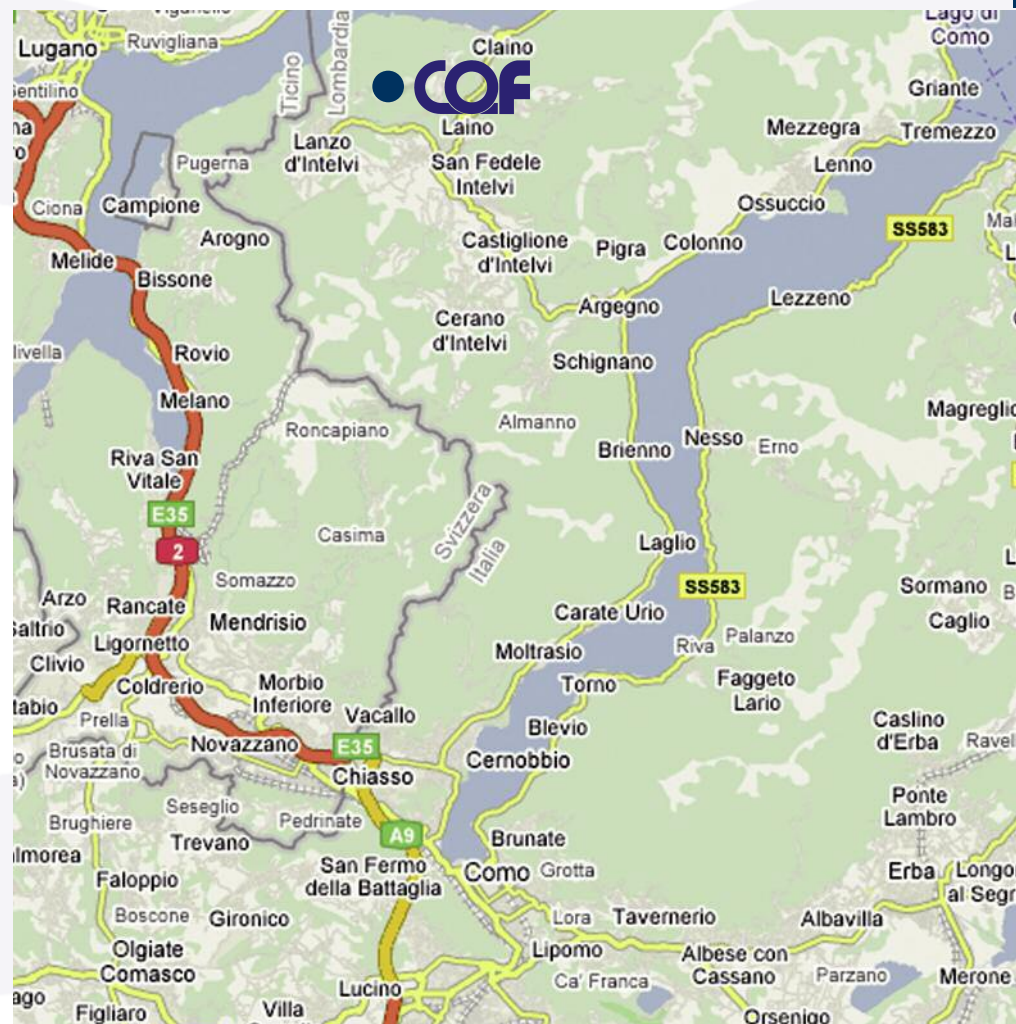 Lugano
Ruvigliana
Lago di
Como
Claino
COF
Ticino
Lombardia
Griante
Laino
Mezzegra
Tremezzo
Lanzo
d'Intelvi
San Fedele
Intelvi
Pugerna
Lenno
Ciona
Campione
Ossuccio
SS583
Arogno
Castiglione
d'Intelvi
Pigra
Colonno
Melide
Bissone
Lezzeno
Argegno
Cerano
d'Intelvi
Rovio
Schignano
Melano
Magreglio
Almanno
Roncapiano
Brienno
Nesso
Erno
Riva San
Vitale
E35
Svizzera
Italia
2
Casima
Laglio
Somazzo
SS583
Sormano
Arzo
Rancate
Carate Urio
Caglio
Mendrisio
Ligornetto
Clivio
Moltrasio
Riva
Palanzo
Coldrerio
Morbio
Inferiore
Torno
Faggeto
Lario
Vacallo
Prella
Blevio
Caslino
d'Erba
Novazzano
E35
Brusata di
Novazzano
Cernobbio
Chiasso
Ponte
Lambro
Seseglio
Pedrinate
Brughiere
A9
Trevano
Brunate
San Fermo
della Battaglia
Como
Grotta
Erba
Faloppio
Boscone
Gironico
Lora
Tavernerio
Albavilla
Olgiate
Comasco
Lipomo
Albese con
Cassano
Ca' Franca
Parzano
Merone
Lucino
Figliaro
Villa
Orsenigo